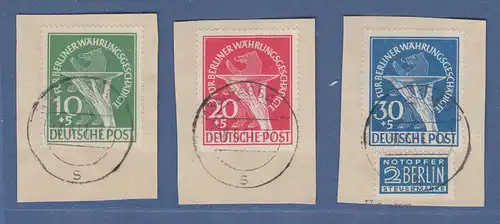 FÜR BERLINER WÄHRUNGSGESCHÄDIGTE
10
+5
DEUTSCHE POST
S
FÜR BERLINER WÄHRUNGSGESCHÄDIGTE
20
+5
DEUTSCHE POST
S
FÜR BERLINER WÄHRUNGSGESCHÄDIGTE
30
+5
DEUTSCHE POST
NOTOPFER
2 BERLIN
STEUERMARKE